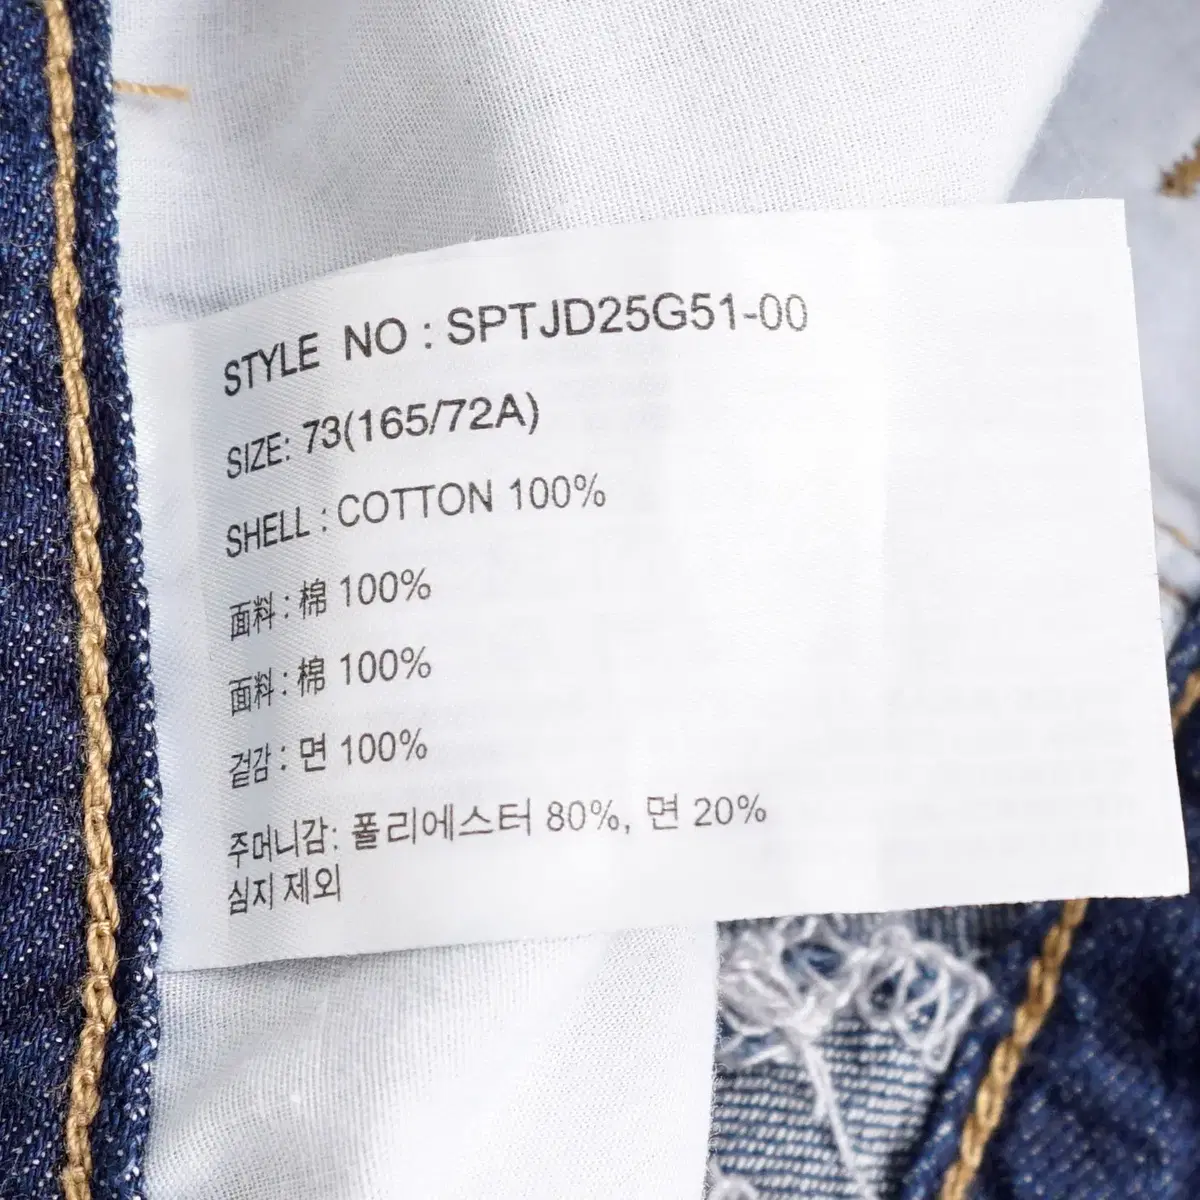 STYLE NO : SPTJD25G51-00
SIZE: 73(165/72A)
SHELL : COTTON 100%
面料 : 棉 100%
面料 : 棉 100%
겉감 : 면 100%
주머니감: 폴리에스터 80%, 면 20%
심지 제외